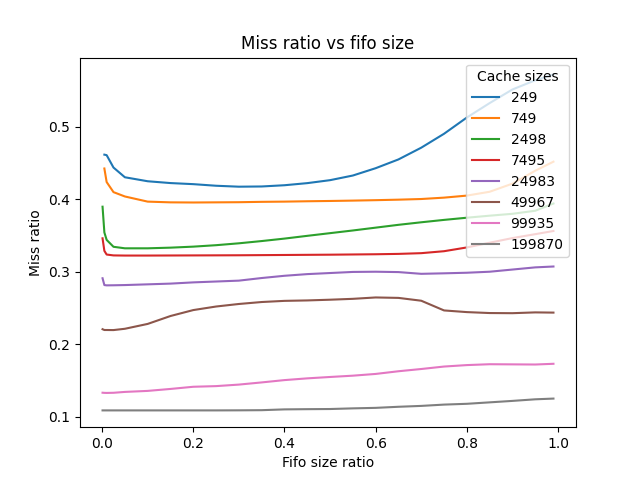 Miss ratio vs fifo size
Cache sizes
249
749
2498
7495
24983
49967
99935
199870
Miss ratio
0.5
0.4
0.3
0.2
0.1
0.0 0.2 0.4 0.6 0.8 1.0
Fifo size ratio